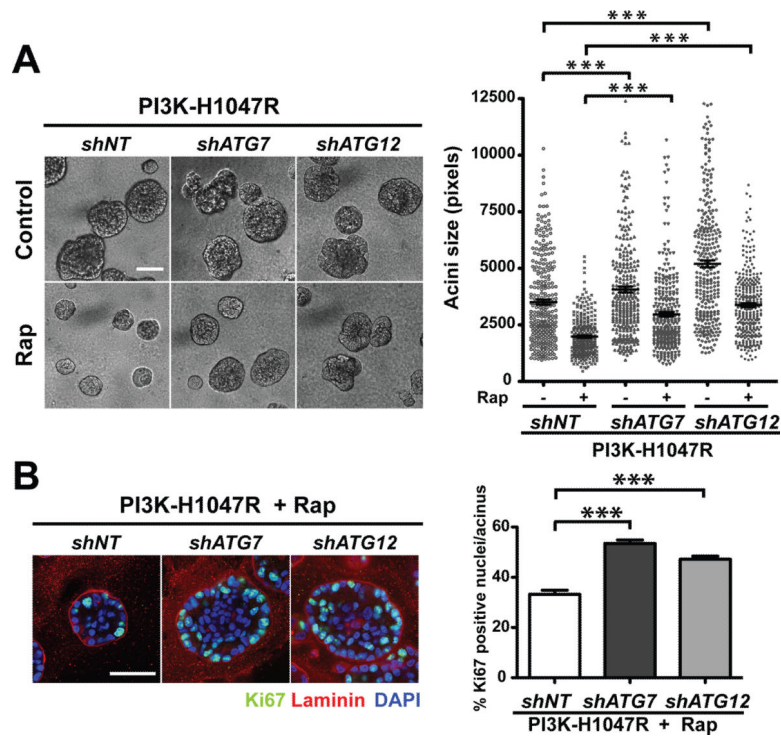 A
PI3K-H1047R
shNT shATG7 shATG12
Control
Rap
*** 
***
***
***
Acini size (pixels)
12500
10000
7500
5000
2500
0
Rap - + - + - +
shNT shATG7 shATG12
PI3K-H1047R
B
PI3K-H1047R + Rap
shNT shATG7 shATG12
Ki67 Laminin DAPI
***
***
% Ki67 positive nuclei/acinus
60
40
20
0
shNT shATG7 shATG12
PI3K-H1047R + Rap